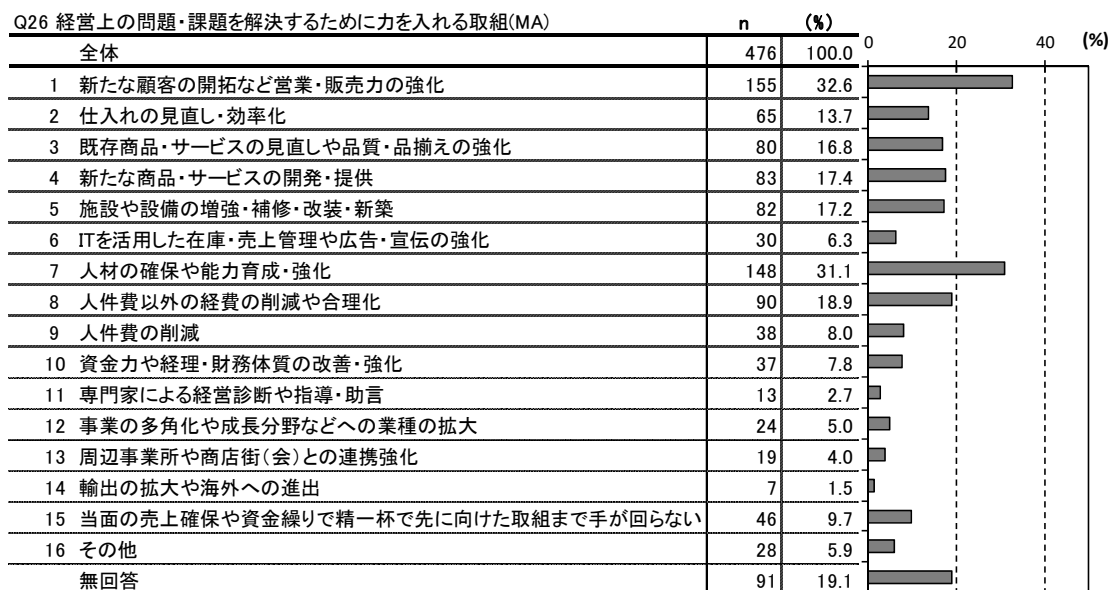 Q26 経営上の問題・課題を解決するために力を入れる取組(MA) n (%)
全体 476 100.0 0 20 40 (%)
1 新たな顧客の開拓など営業・販売力の強化 155 32.6
2 仕入れの見直し・効率化 65 13.7
3 既存商品・サービスの見直しや品質・品揃えの強化 80 16.8
4 新たな商品・サービスの開発・提供 83 17.4
5 施設や設備の増強・補修・改装・新築 82 17.2
6 ITを活用した在庫・売上管理や広告・宣伝の強化 30 6.3
7 人材の確保や能力育成・強化 148 31.1
8 人件費以外の経費の削減や合理化 90 18.9
9 人件費の削減 38 8.0
10 資金力や経理・財務体質の改善・強化 37 7.8
11 専門家による経営診断や指導・助言 13 2.7
12 事業の多角化や成長分野などへの業種の拡大 24 5.0
13 周辺事業所や商店街(会)との連携強化 19 4.0
14 輸出の拡大や海外への進出 7 1.5
15 当面の売上確保や資金繰りで精一杯で先に向けた取組まで手が回らない 46 9.7
16 その他 28 5.9
無回答 91 19.1